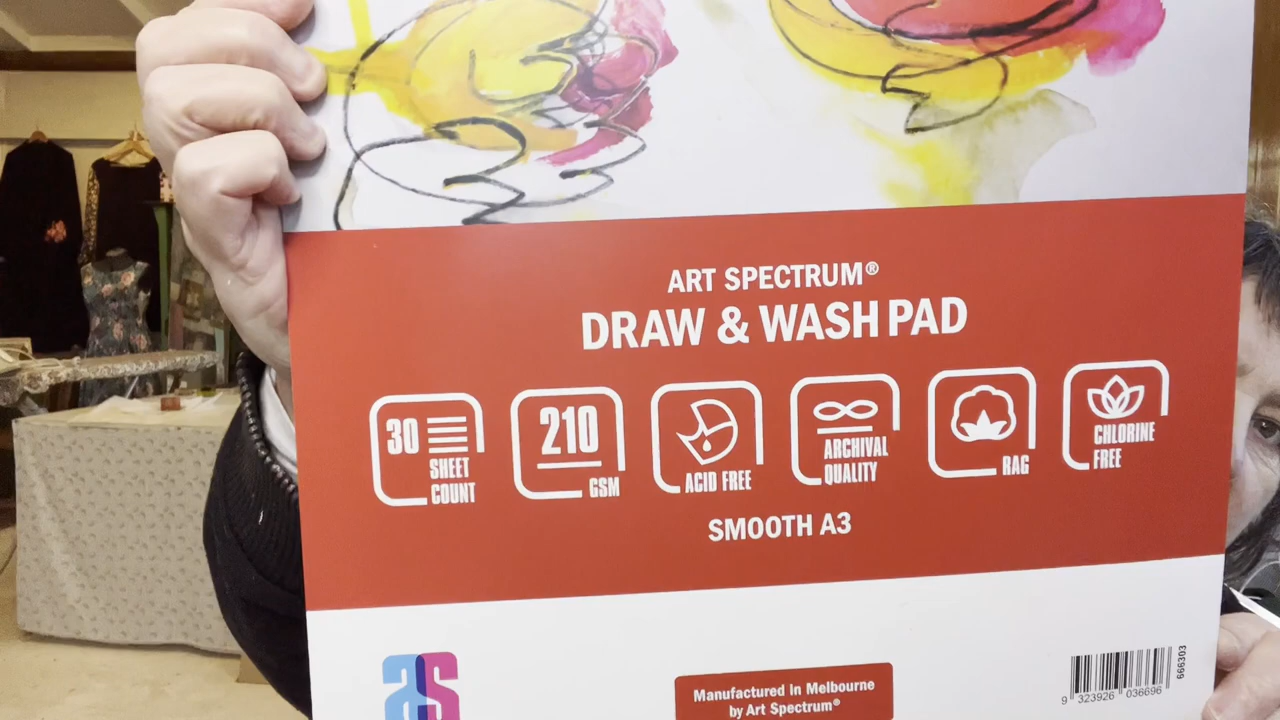 ART SPECTRUM®
DRAW & WASH PAD
30
SHEET
COUNT
210
GSM
ACID FREE
ARCHIVAL
QUALITY
RAG
CHLORINE
FREE
SMOOTH A3
as
Manufactured in Melbourne
by Art Spectrum®
9 323926 036696
666303